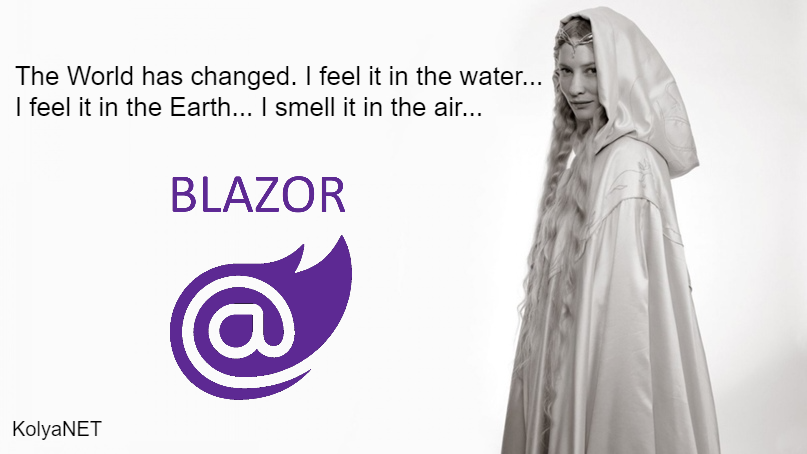 The World has changed. I feel it in the water...
I feel it in the Earth... I smell it in the air...
BLAZOR
@
KolyaNET